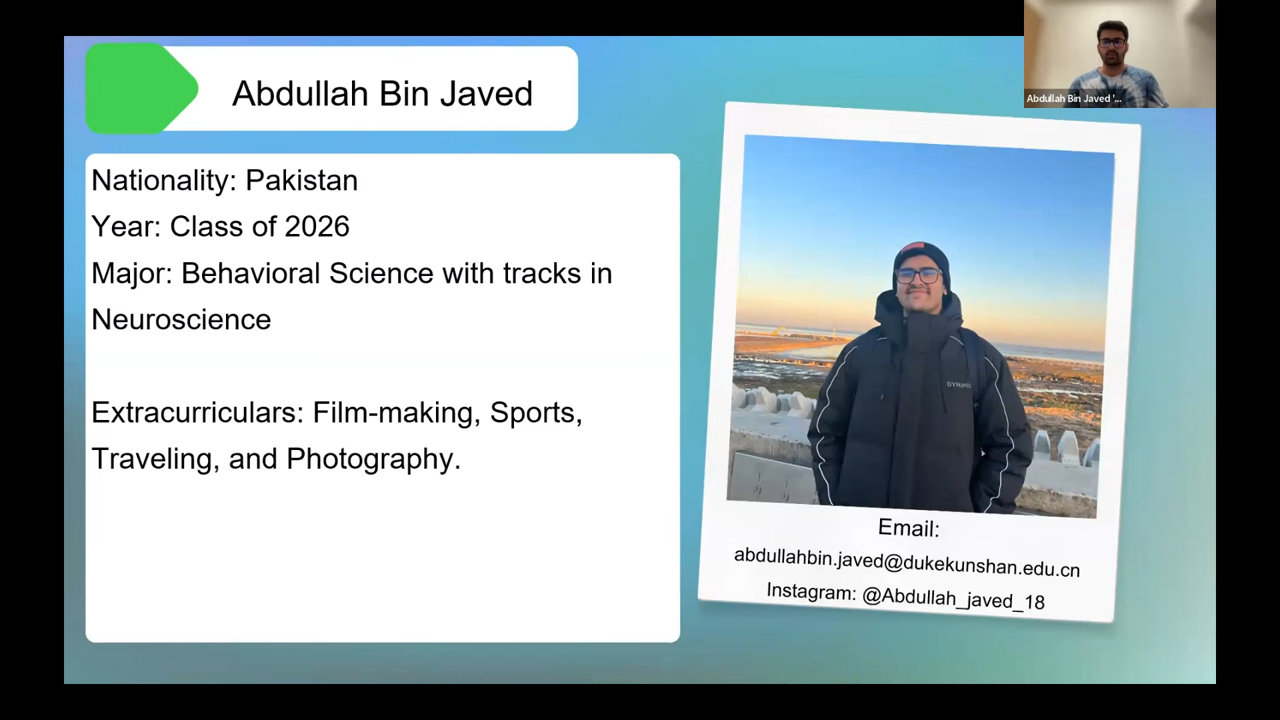 Abdullah Bin Javed
Abdullah Bin Javed '...
Nationality: Pakistan
Year: Class of 2026
Major: Behavioral Science with tracks in
Neuroscience
Extracurriculars: Film-making, Sports,
Traveling, and Photography.
DYNAMIC
Email:
abdullahbin.javed@dukekunshan.edu.cn
Instagram: @Abdullah_javed_18